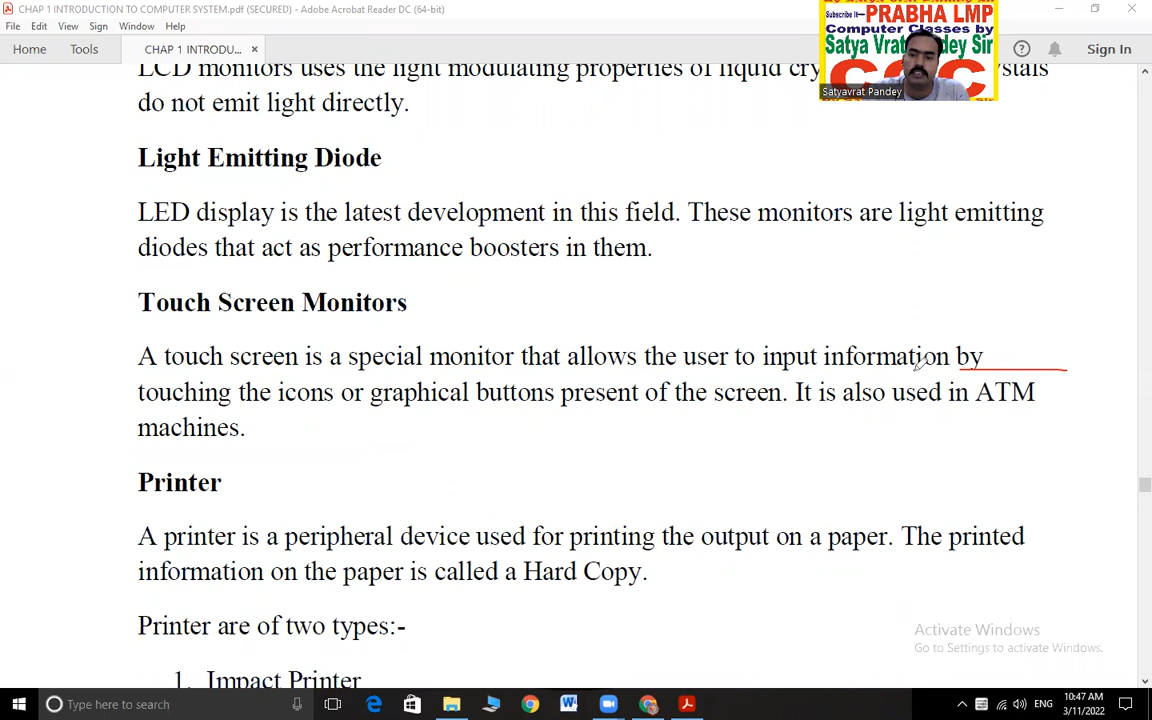 CHAP 1 INTRODUCTION TO COMPUTER SYSTEM.pdf (SECURED) - Adobe Acrobat Reader DC (64-bit)
File Edit View Sign Window Help
Home Tools CHAP 1 INTRODU... × Sign In
Subscribe It— PRABHA LMP
Computer Classes by
Satya Vrat Pandey Sir
CCC
Satyavrat Pandey
LCD monitors uses the light modulating properties of liquid
do not emit light directly.
Light Emitting Diode
LED display is the latest development in this field. These monitors are light emitting
diodes that act as performance boosters in them.
Touch Screen Monitors
A touch screen is a special monitor that allows the user to input information by
touching the icons or graphical buttons present of the screen. It is also used in ATM
machines.
Printer
A printer is a peripheral device used for printing the output on a paper. The printed
information on the paper is called a Hard Copy.
Printer are of two types:-
1. Impact Printer
Activate Windows
Go to Settings to activate Windows.
Type here to search
ENG
10:47 AM
3/11/2022